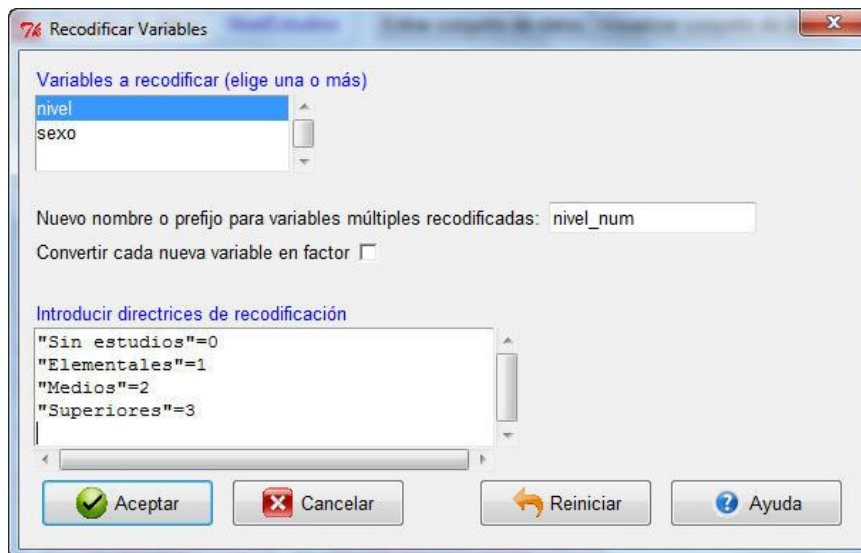 Recodificar Variables
Variables a recodificar (elige una o más)
nivel
sexo
Nuevo nombre o prefijo para variables múltiples recodificadas: nivel_num
Convertir cada nueva variable en factor
Introducir directrices de recodificación
"Sin estudios"=0
"Elementales"=1
"Medios"=2
"Superiores"=3
Aceptar Cancelar Reiniciar Ayuda